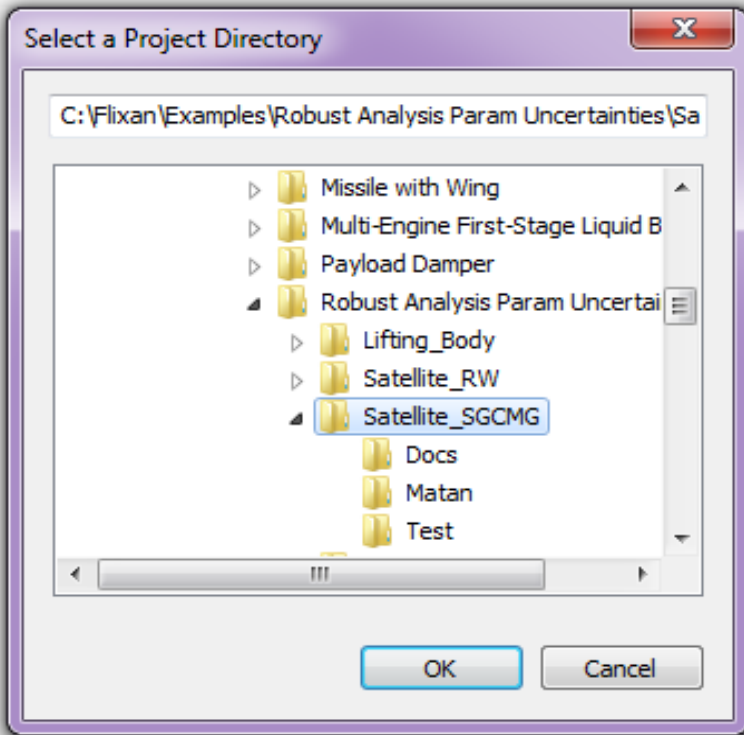 Select a Project Directory
C:\Flixan\Examples\Robust Analysis Param Uncertainties\Sa
Missile with Wing
Multi-Engine First-Stage Liquid B
Payload Damper
Robust Analysis Param Uncertai
Lifting_Body
Satellite_RW
Satellite_SGCMG
Docs
Matan
Test
OK Cancel